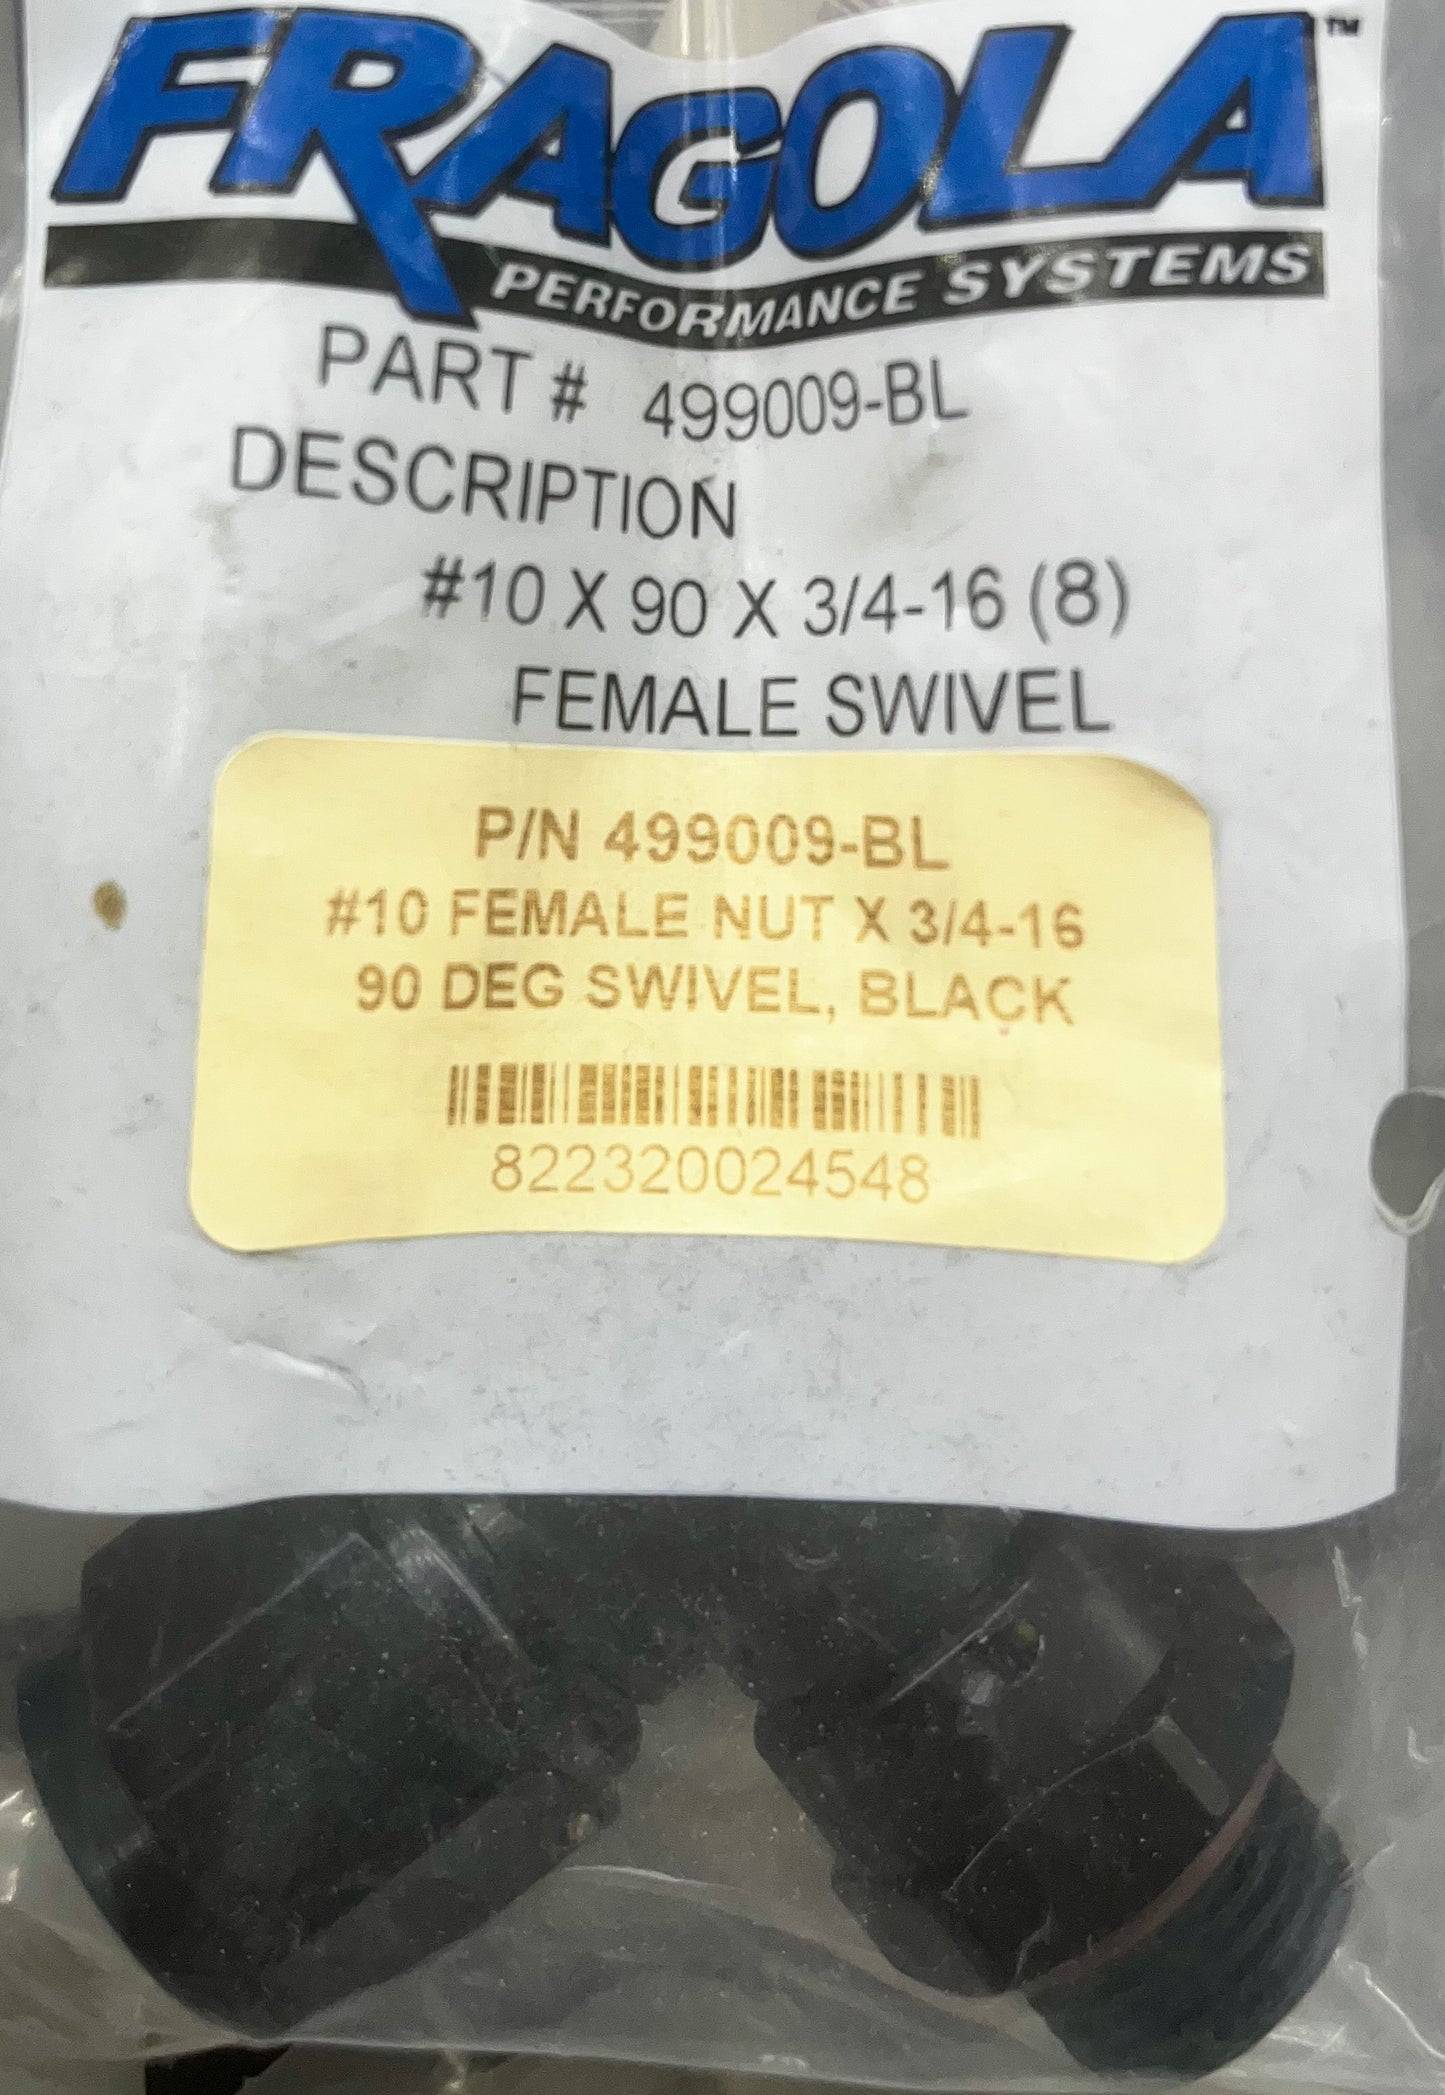 FRAGOLA™
PERFORMANCE SYSTEMS
PART # 499009-BL
DESCRIPTION
#10 X 90 X 3/4-16 (8)
FEMALE SWIVEL
P/N 499009-BL
#10 FEMALE NUT X 3/4-16
90 DEG SWIVEL, BLACK
822320024548